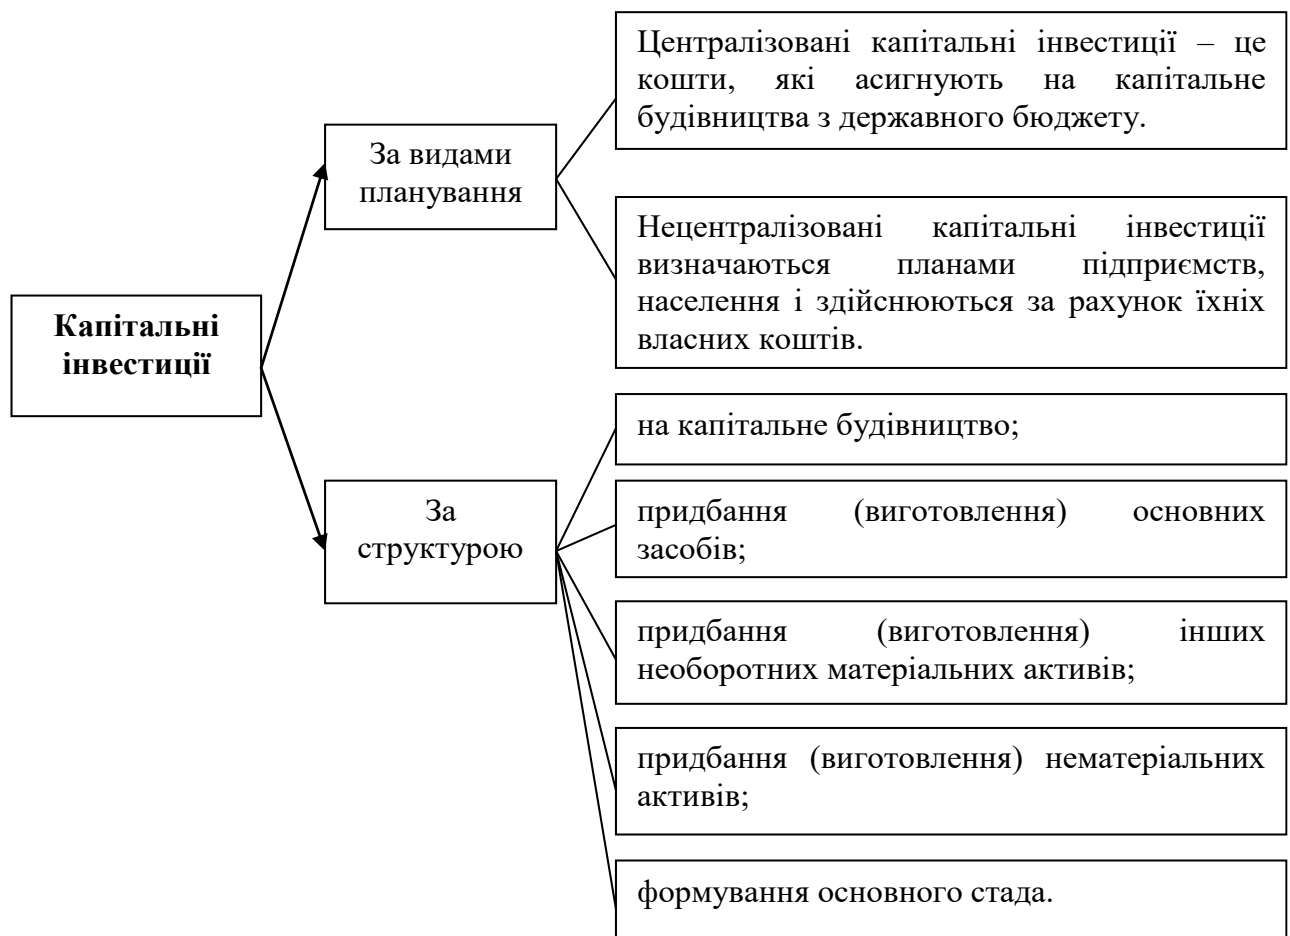 Централізовані капітальні інвестиції – це
кошти, які асигнують на капітальне
будівництва з державного бюджету.
За видами
планування
Нецентралізовані капітальні інвестиції
визначаються планами підприємств,
населення і здійснюються за рахунок їхніх
власних коштів.
Капітальні
інвестиції
на капітальне будівництво;
За
структурою
придбання (виготовлення) основних
засобів;
придбання (виготовлення) інших
необоротних матеріальних активів;
придбання (виготовлення) нематеріальних
активів;
формування основного стада.